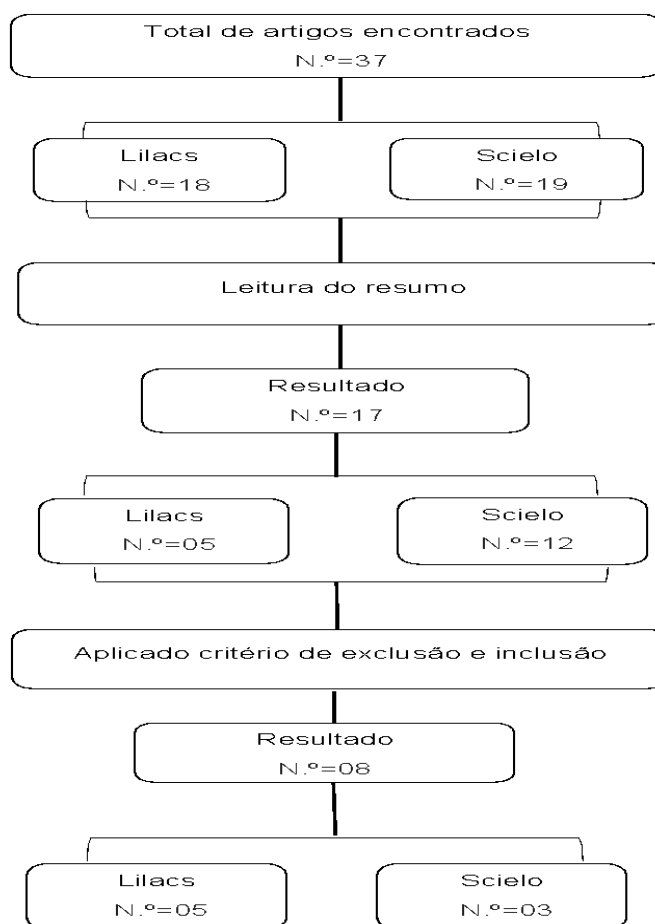 Total de artigos encontrados
N.º=37
Lilacs
N.º=18
Scielo
N.º=19
Leitura do resumo
Resultado
N.º=17
Lilacs
N.º=05
Scielo
N.º=12
Aplicado critério de exclusão e inclusão
Resultado
N.º=08
Lilacs
N.º=05
Scielo
N.º=03